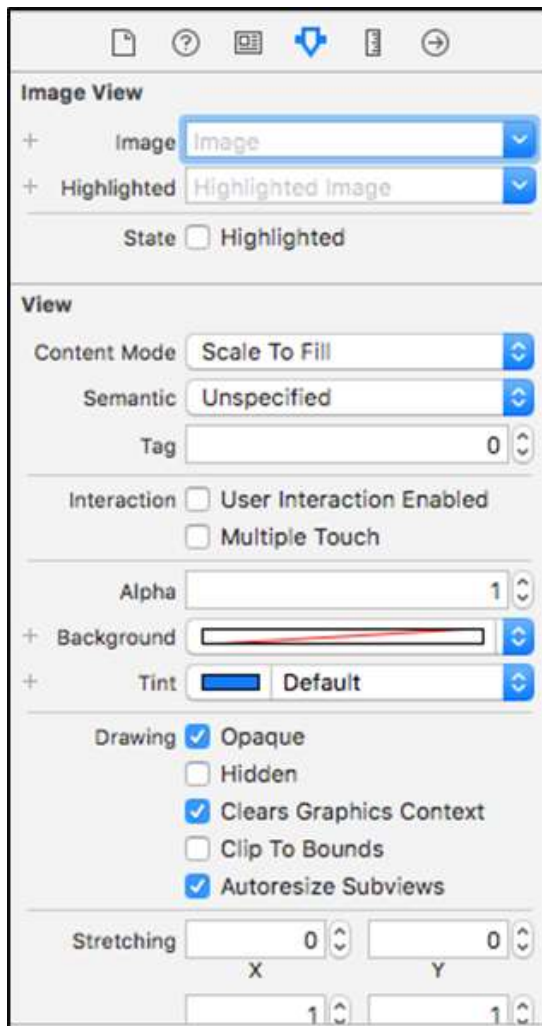 Image View
Image Image
Highlighted Highlighted Image
State Highlighted
View
Content Mode Scale To Fill
Semantic Unspecified
Tag 0
Interaction User Interaction Enabled
Multiple Touch
Alpha 1
Background
Tint Default
Drawing Opaque
Hidden
Clears Graphics Context
Clip To Bounds
Autoresize Subviews
Stretching 0 0
X Y
1 1